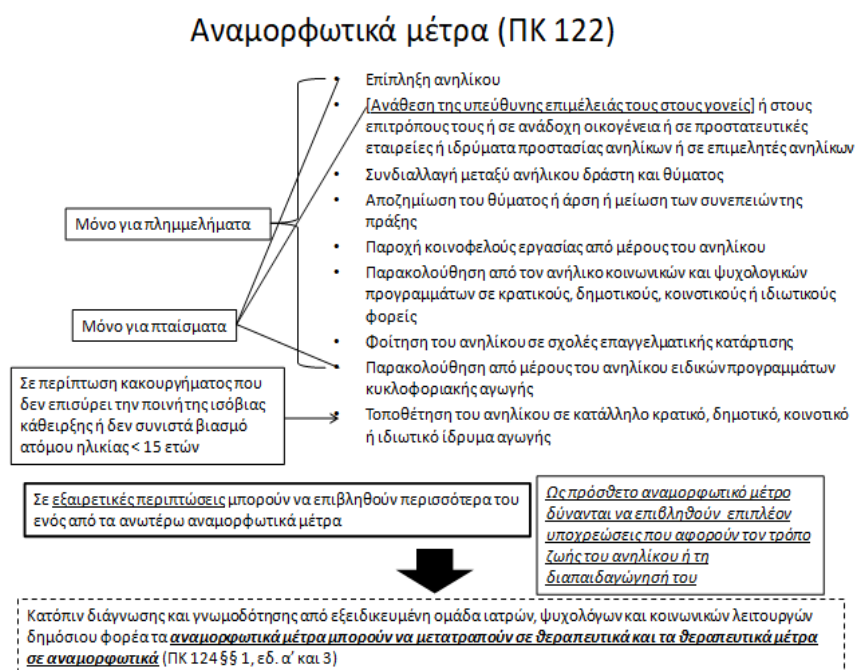 Αναμορφωτικά μέτρα (ΠΚ 122)
• Επίπληξη ανηλίκου
• [Ανάθεση της υπεύθυνης επιμέλειάς τους στους γονείς] ή στους
επιτρόπους τους ή σε ανάδοχη οικογένεια ή σε προστατευτικές
εταιρείες ή ιδρύματα προστασίας ανηλίκων ή σε επιμελητές ανηλίκων
• Συνδιαλλαγή μεταξύ ανήλικου δράστη και θύματος
• Αποζημίωση του θύματος ή άρση ή μείωση των συνεπειών της
πράξης
• Παροχή κοινοφελούς εργασίας από μέρους του ανηλίκου
• Παρακολούθηση από τον ανήλικο κοινωνικών και ψυχολογικών
προγραμμάτων σε κρατικούς, δημοτικούς, κοινοτικούς ή ιδιωτικούς
φορείς
• Φοίτηση του ανηλίκου σε σχολές επαγγελματικής κατάρτισης
• Παρακολούθηση από μέρους του ανηλίκου ειδικών προγραμμάτων
κυκλοφοριακής αγωγής
• Τοποθέτηση του ανηλίκου σε κατάλληλο κρατικό, δημοτικό, κοινοτικό
ή ιδιωτικό ίδρυμα αγωγής
Μόνο για πλημμελήματα
Μόνο για πταίσματα
Σε περίπτωση κακουργήματος που
δεν επισύρει την ποινή της ισόβιας
κάθειρξης ή δεν συνιστά βιασμό
ατόμου ηλικίας < 15 ετών
Σε εξαιρετικές περιπτώσεις μπορούν να επιβληθούν περισσότερα του
ενός από τα ανωτέρω αναμορφωτικά μέτρα
Ως πρόσθετο αναμορφωτικό μέτρο
δύνανται να επιβληθούν επιπλέον
υποχρεώσεις που αφορούν τον τρόπο
ζωής του ανηλίκου ή τη
διαπαιδαγώγησή του
Κατόπιν διάγνωσης και γνωμοδότησης από εξειδικευμένη ομάδα ιατρών, ψυχολόγων και κοινωνικών λειτουργών
δημόσιου φορέα τα αναμορφωτικά μέτρα μπορούν να μετατραπούν σε θεραπευτικά και τα θεραπευτικά μέτρα
σε αναμορφωτικά (ΠΚ 124 §§ 1, εδ. α' και 3)